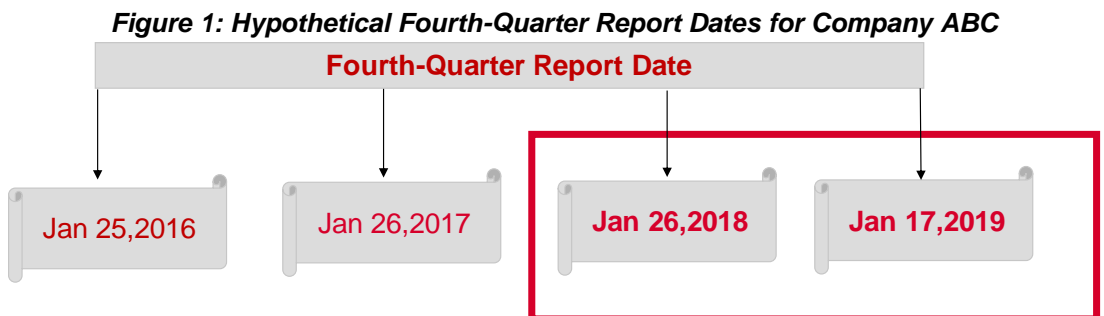 Figure 1: Hypothetical Fourth-Quarter Report Dates for Company ABC
Fourth-Quarter Report Date
Jan 25,2016
Jan 26,2017
Jan 26,2018
Jan 17,2019